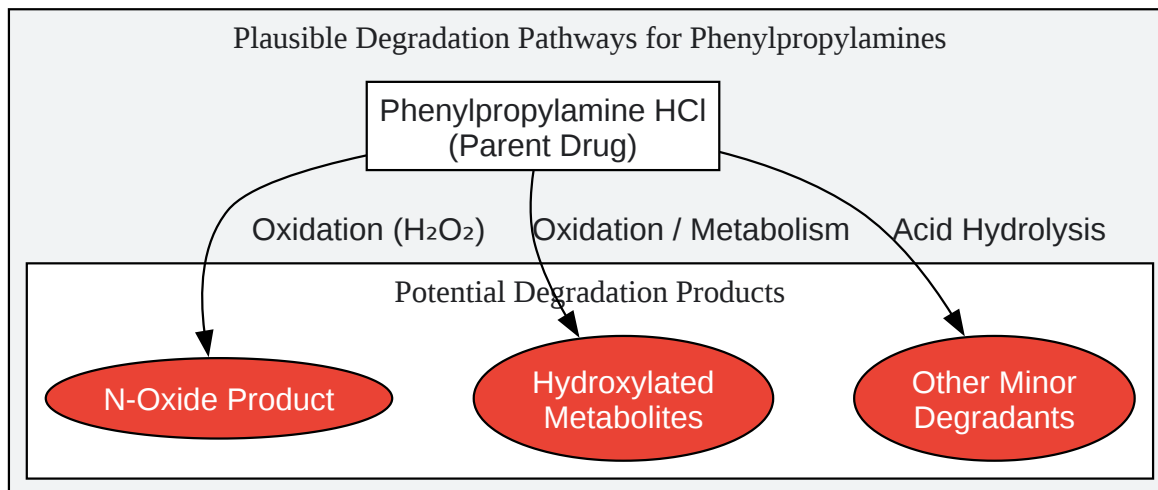 Plausible Degradation Pathways for Phenylpropylamines
Phenylpropylamine HCl
(Parent Drug)
Oxidation (H₂O₂)
Oxidation / Metabolism
Acid Hydrolysis
Potential Degradation Products
N-Oxide Product
Hydroxylated
Metabolites
Other Minor
Degradants